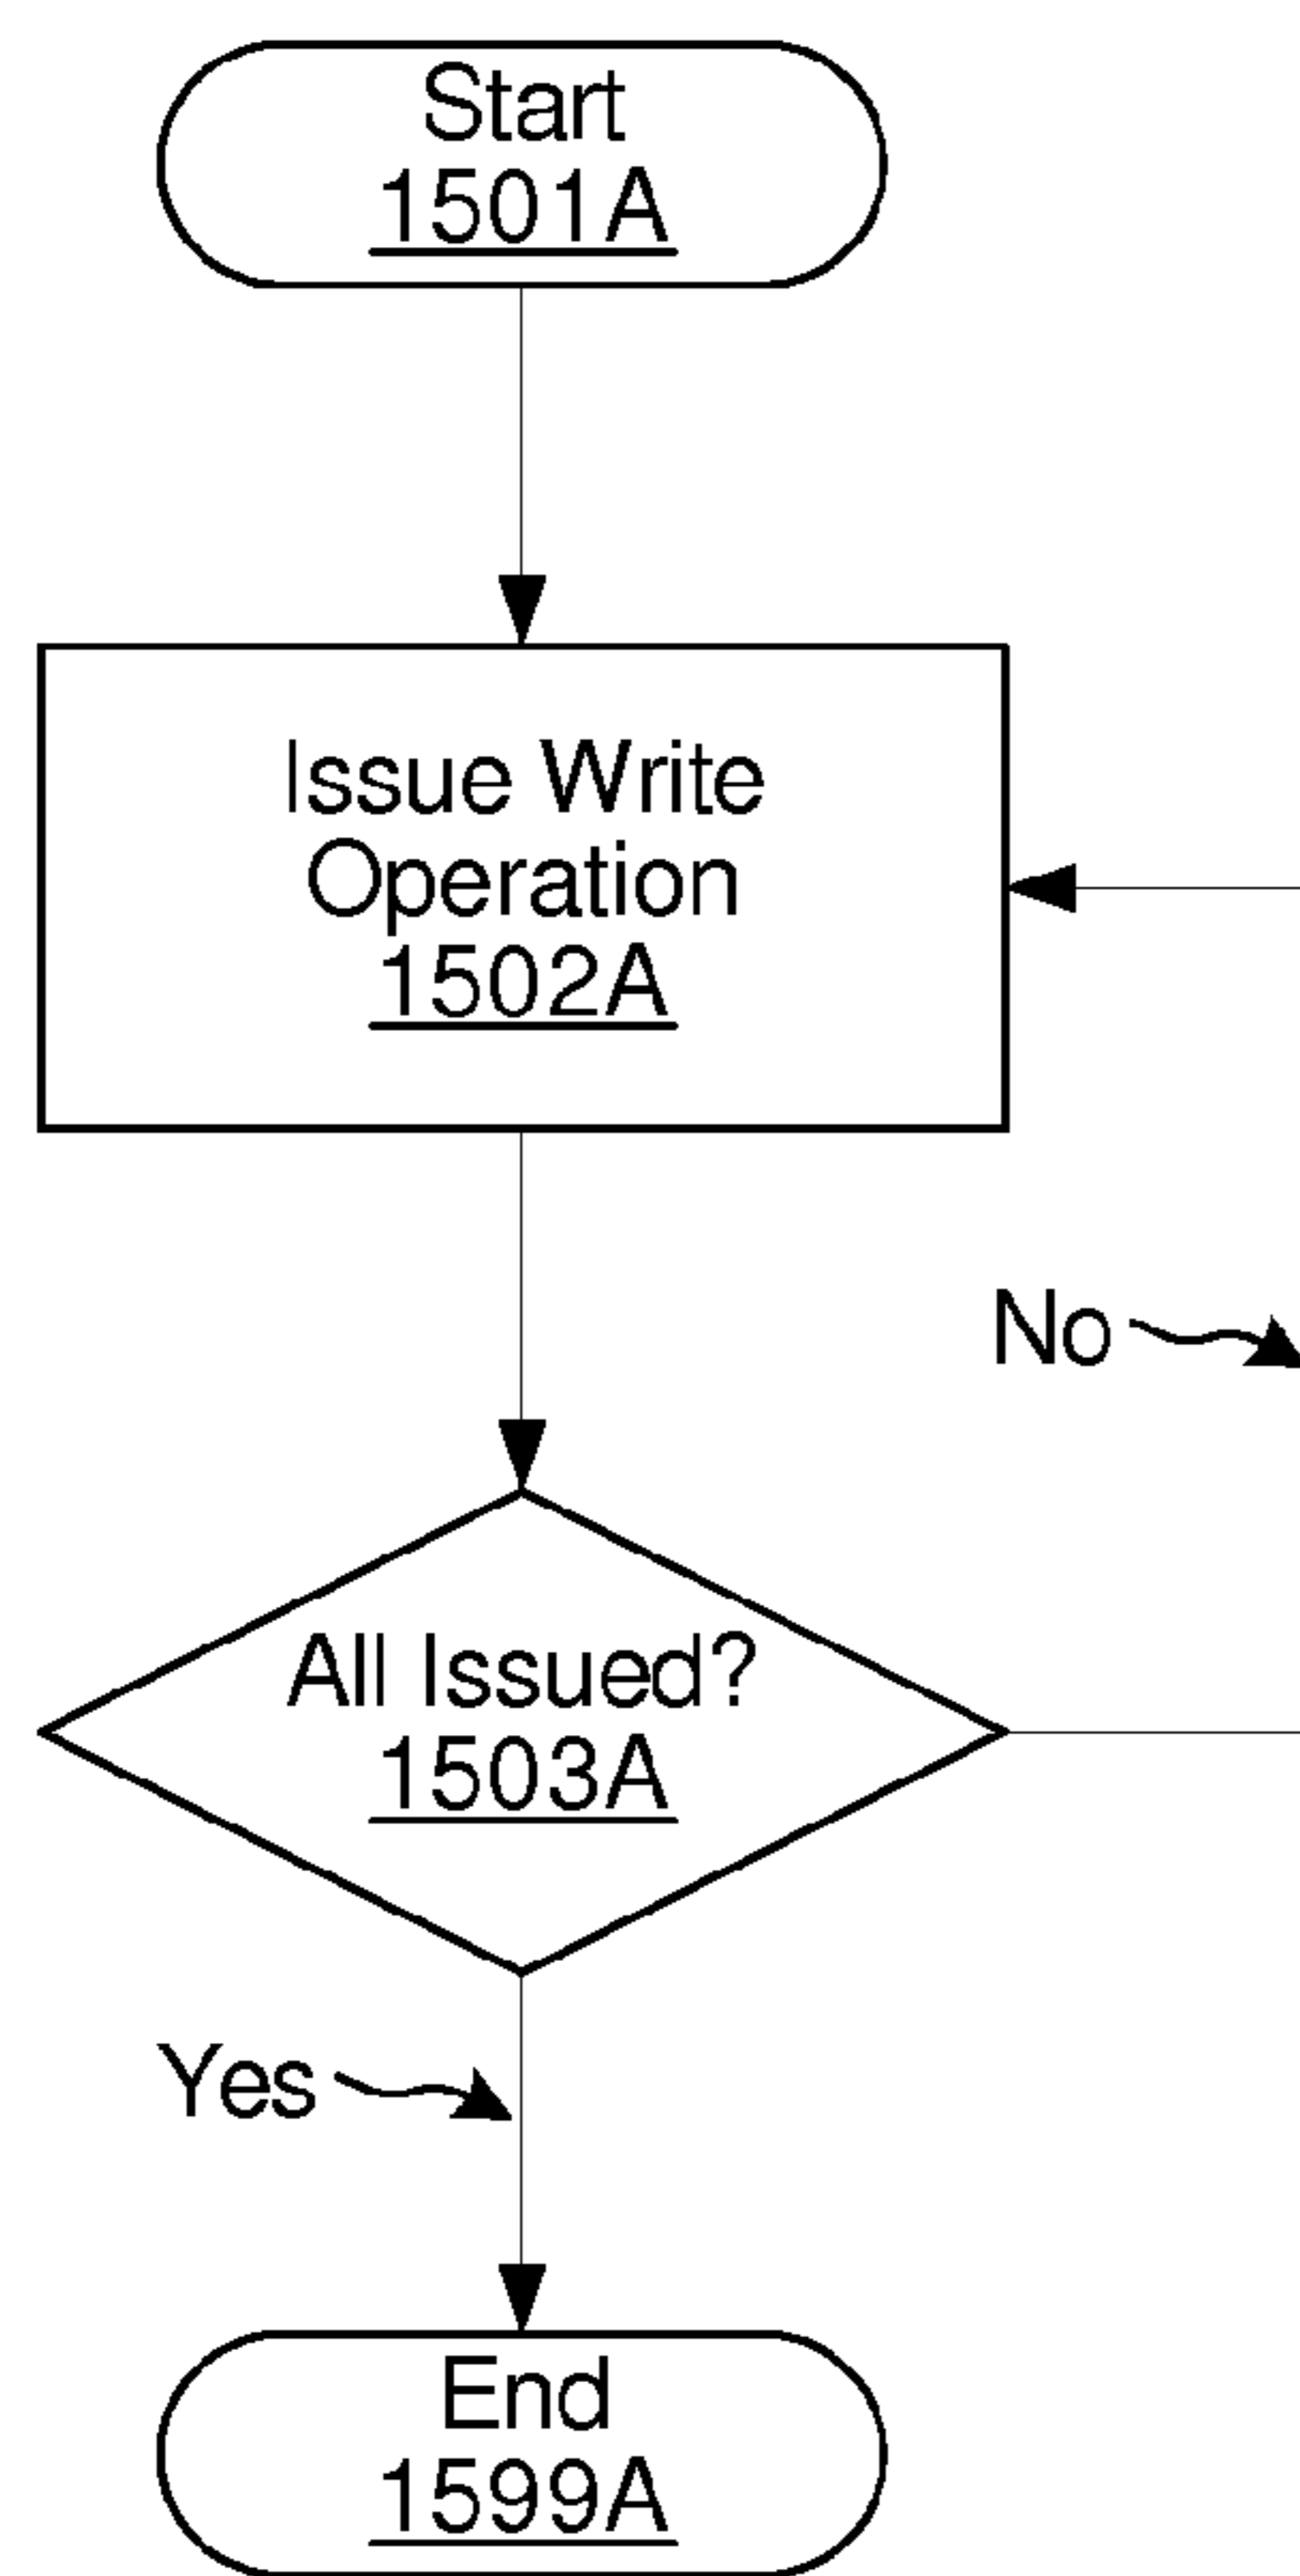 Start
1501A
Issue Write
Operation
1502A
No
All Issued?
1503A
Yes
End
1599A